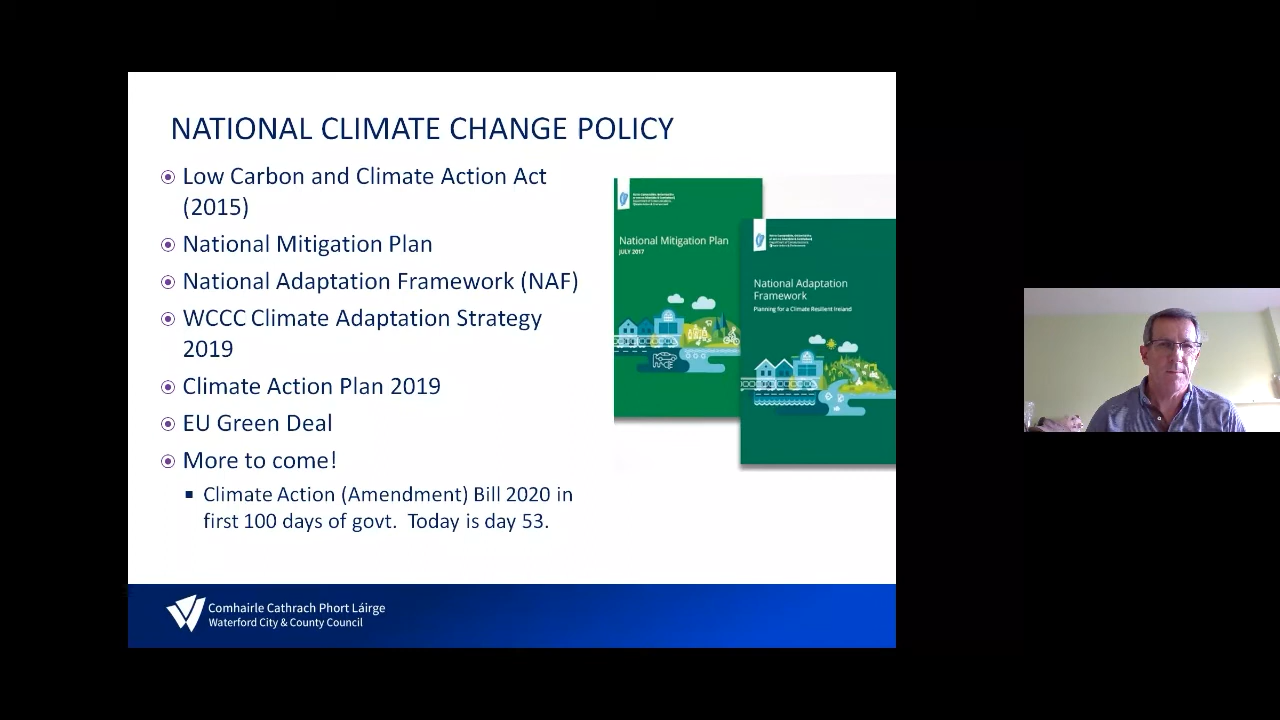 NATIONAL CLIMATE CHANGE POLICY
Low Carbon and Climate Action Act
(2015)
National Mitigation Plan
National Adaptation Framework (NAF)
WCCC Climate Adaptation Strategy
2019
Climate Action Plan 2019
EU Green Deal
More to come!
Climate Action (Amendment) Bill 2020 in
first 100 days of govt. Today is day 53.
National Mitigation Plan
JULY 2017
National Adaptation
Framework
Planning for a Climate Resilient Ireland
Comhairle Cathrach Phort Láirge
Waterford City & County Council